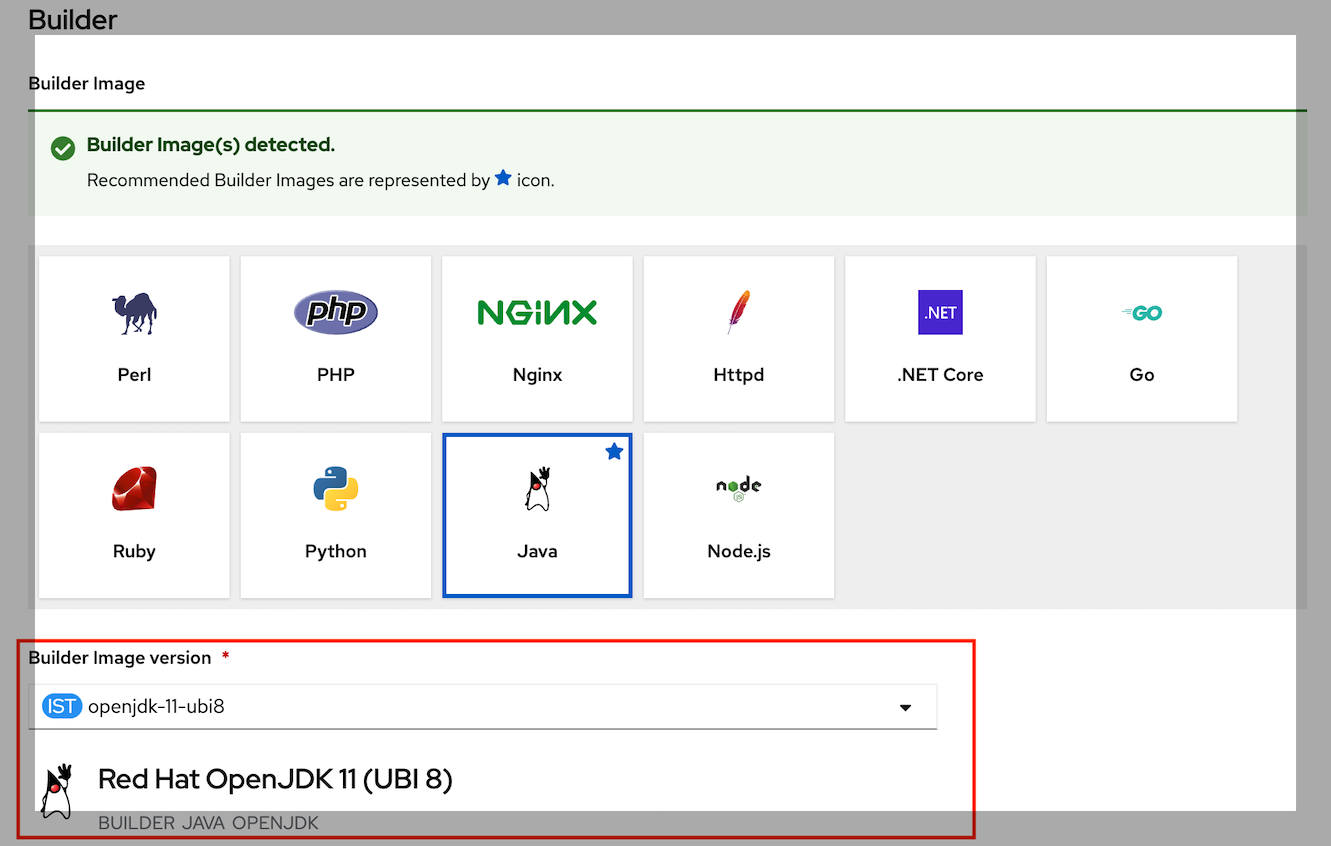 Builder
Builder Image
Builder Image(s) detected.
Recommended Builder Images are represented by icon.
php
NGINX
.NET
GO
Perl
PHP
Nginx
Httpd
.NET Core
Go
node
JS
Ruby
Python
Java
Node.js
Builder Image version *
IST openjdk-11-ubi8
Red Hat OpenJDK 11 (UBI 8)
BUILDER JAVA OPENJDK